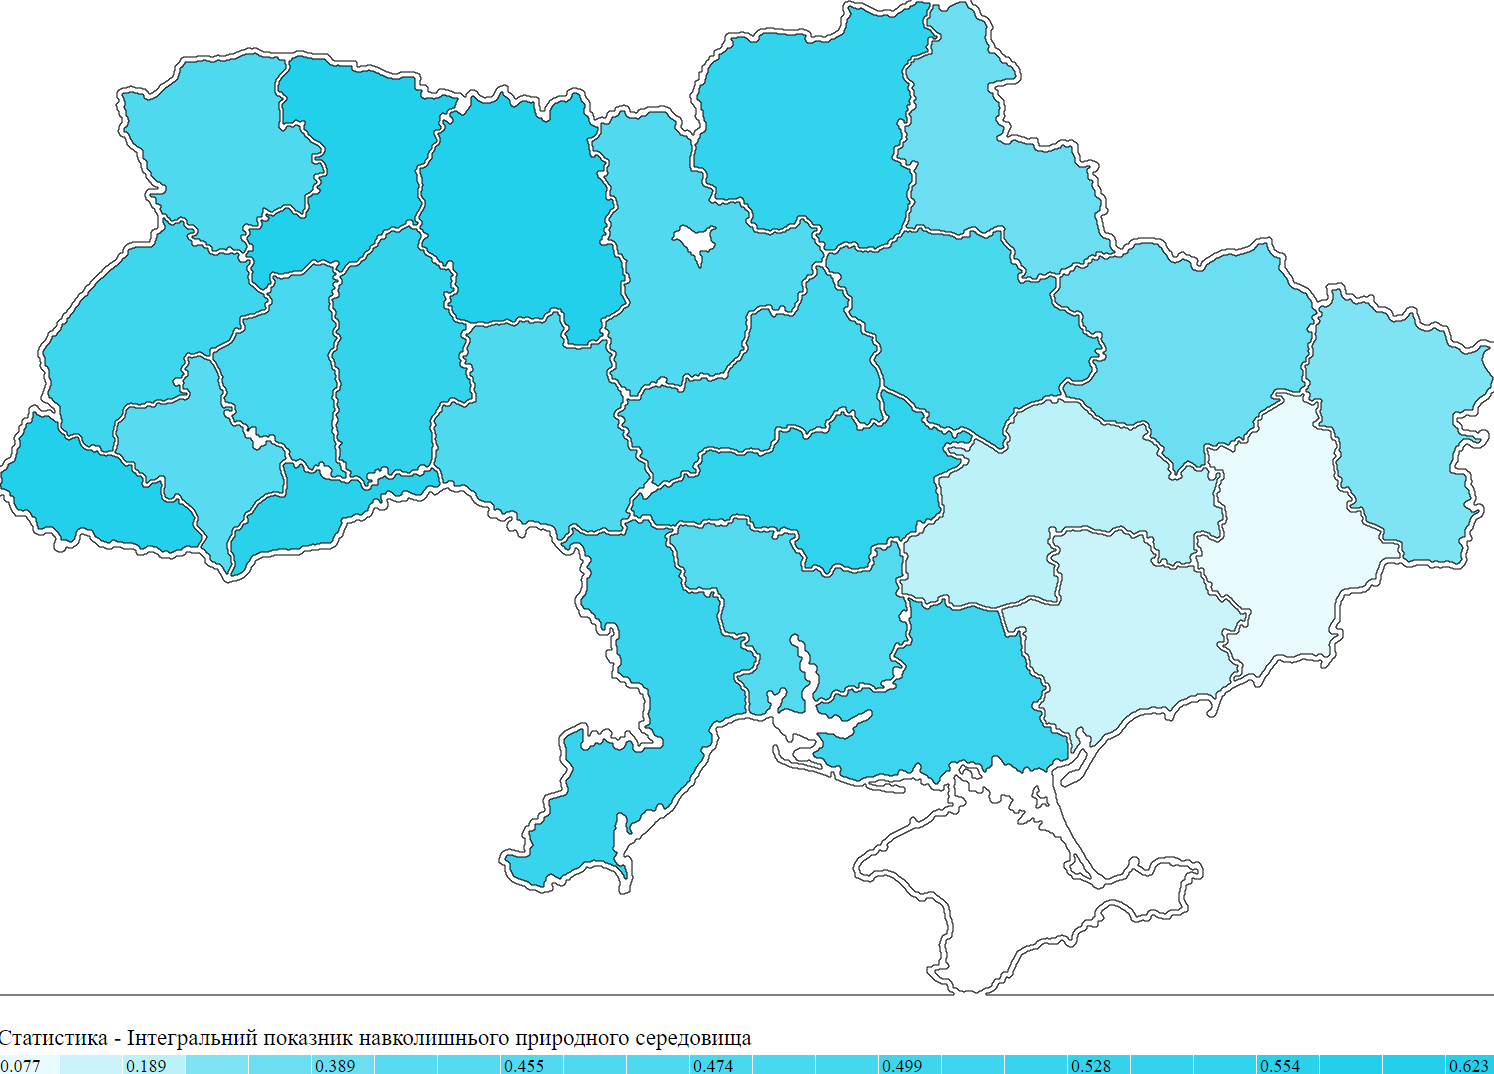 Статистика - Інтегральний показник навколишнього природного середовища
0.077 0.189 0.389 0.455 0.474 0.499 0.528 0.554 0.623